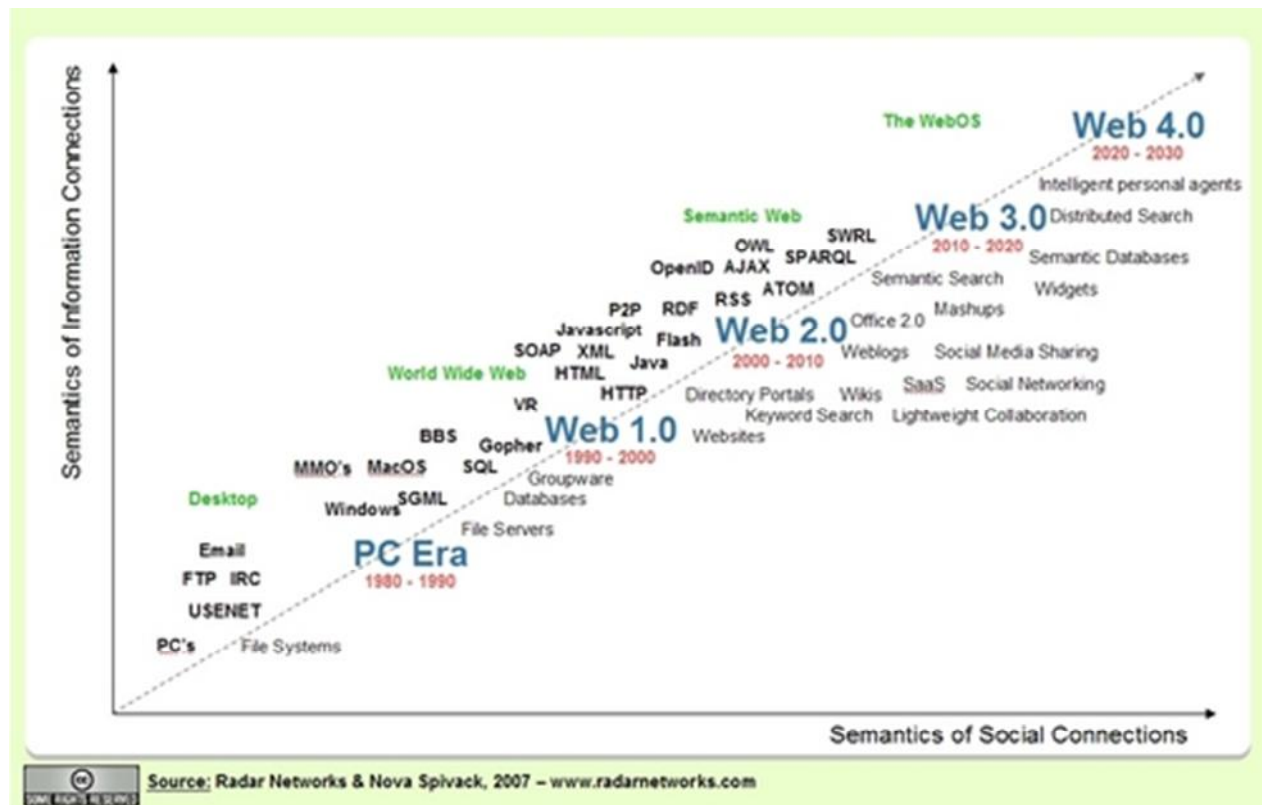 Semantics of Information Connections
The WebOS
Web 4.0
2020 - 2030
Intelligent personal agents
Semantic Web
Web 3.0
Distributed Search
2010 - 2020
SWRL
OWL
SPARQL
Semantic Databases
OpenID
AJAX
Semantic Search
Widgets
ATOM
RSS
P2P
RDF
Mashups
Office 2.0
Javascript
Flash
Web 2.0
2000 - 2010
Weblogs
Social Media Sharing
SOAP
XML
Java
World Wide Web
HTML
HTTP
Directory Portals
Wikis
SaaS
Social Networking
VR
Keyword Search
Lightweight Collaboration
BBS
Gopher
Web 1.0
1990 - 2000
Websites
MMO's
MacOS
SQL
Groupware
Desktop
Windows
SGML
Databases
File Servers
Email
PC Era
1980 - 1990
FTP
IRC
USENET
PC's
File Systems
Semantics of Social Connections
cc
SOME RIGHTS RESERVED
Source: Radar Networks & Nova Spivack, 2007 – www.radarnetworks.com